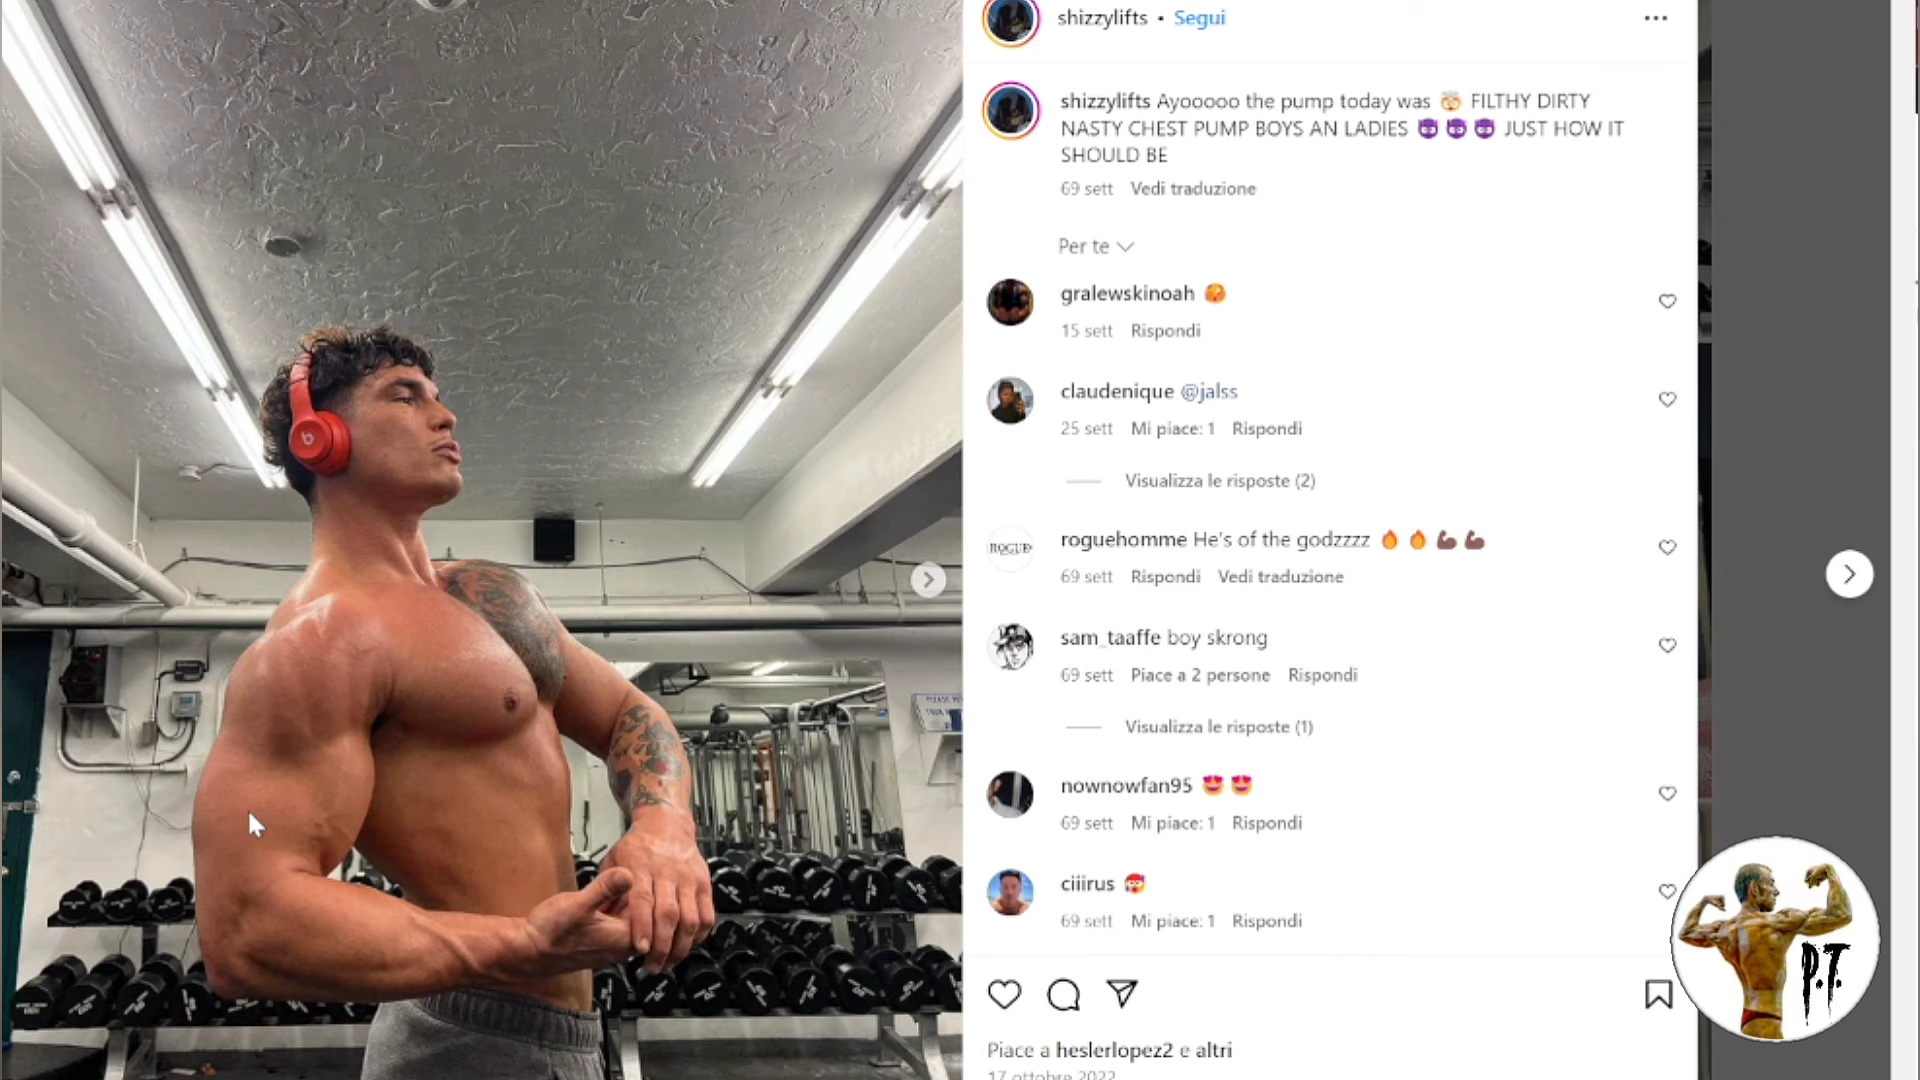 shizzylifts • Segui
shizzylifts Ayooooo the pump today was 🤯 FILTHY DIRTY
NASTY CHEST PUMP BOYS AN LADIES 😈 😈 😈 JUST HOW IT
SHOULD BE
69 sett Vedi traduzione
Per te
gralewskinoah
15 sett Rispondi
claudenique @jalss
25 sett Mi piace: 1 Rispondi
Visualizza le risposte (2)
ROGUE
roguehomme He's of the godzzzz 🔥 🔥 💪🏿 💪🏿
69 sett Rispondi Vedi traduzione
sam_taaffe boy skrong
69 sett Piace a 2 persone Rispondi
Visualizza le risposte (1)
nownowfan95 😍 😍
69 sett Mi piace: 1 Rispondi
ciiirus
69 sett Mi piace: 1 Rispondi
P.T.
Piace a heslerlopez2 e altri
17 ottobre 2022